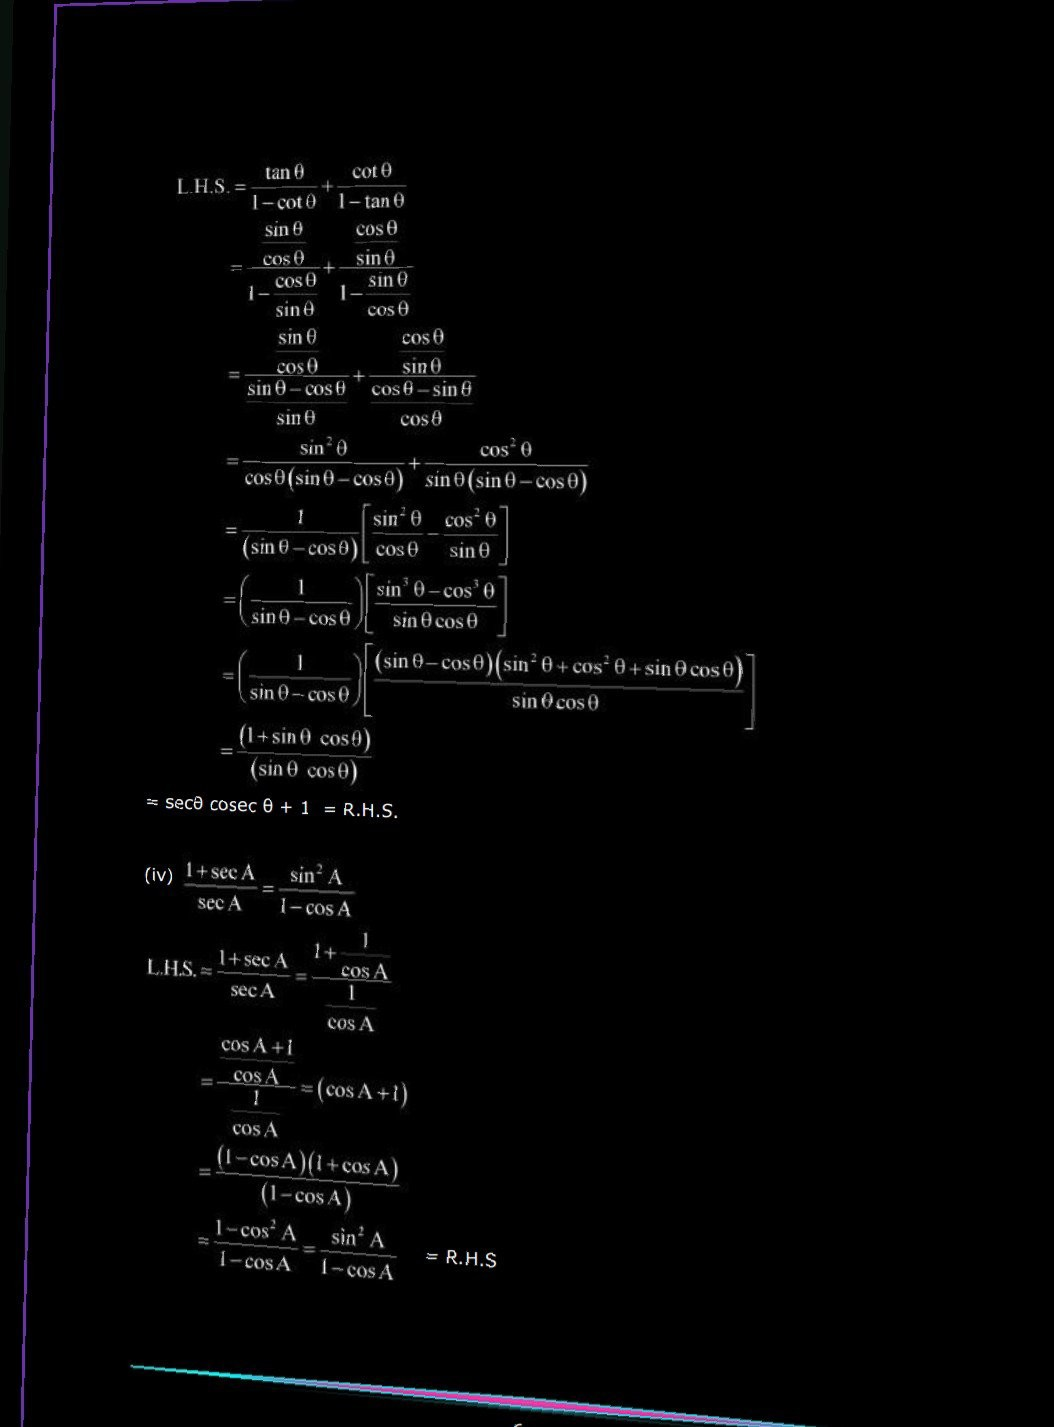 L.H.S. = tan θ / (1 − cot θ) + cot θ / (1 − tan θ)
= (sin θ / cos θ) / (1 − cos θ / sin θ) + (cos θ / sin θ) / (1 − sin θ / cos θ)
= (sin θ / cos θ) / ((sin θ − cos θ) / sin θ) + (cos θ / sin θ) / ((cos θ − sin θ) / cos θ)
= sin² θ / (cos θ (sin θ − cos θ)) + cos² θ / (sin θ (sin θ − cos θ))
= 1 / (sin θ − cos θ) [sin² θ / cos θ − cos² θ / sin θ]
= (1 / (sin θ − cos θ)) [(sin³ θ − cos³ θ) / (sin θ cos θ)]
= (1 / (sin θ − cos θ)) [(sin θ − cos θ)(sin² θ + cos² θ + sin θ cos θ) / (sin θ cos θ)]
= (1 + sin θ cos θ) / (sin θ cos θ)
= secθ cosec θ + 1 = R.H.S.
(iv) (1 + sec A) / sec A = sin² A / (1 − cos A)
L.H.S. = (1 + sec A) / sec A = (1 + 1 / cos A) / (1 / cos A)
= ((cos A + 1) / cos A) / (1 / cos A) = (cos A + 1)
= (1 − cos A)(1 + cos A) / (1 − cos A)
= (1 − cos² A) / (1 − cos A) = sin² A / (1 − cos A) = R.H.S